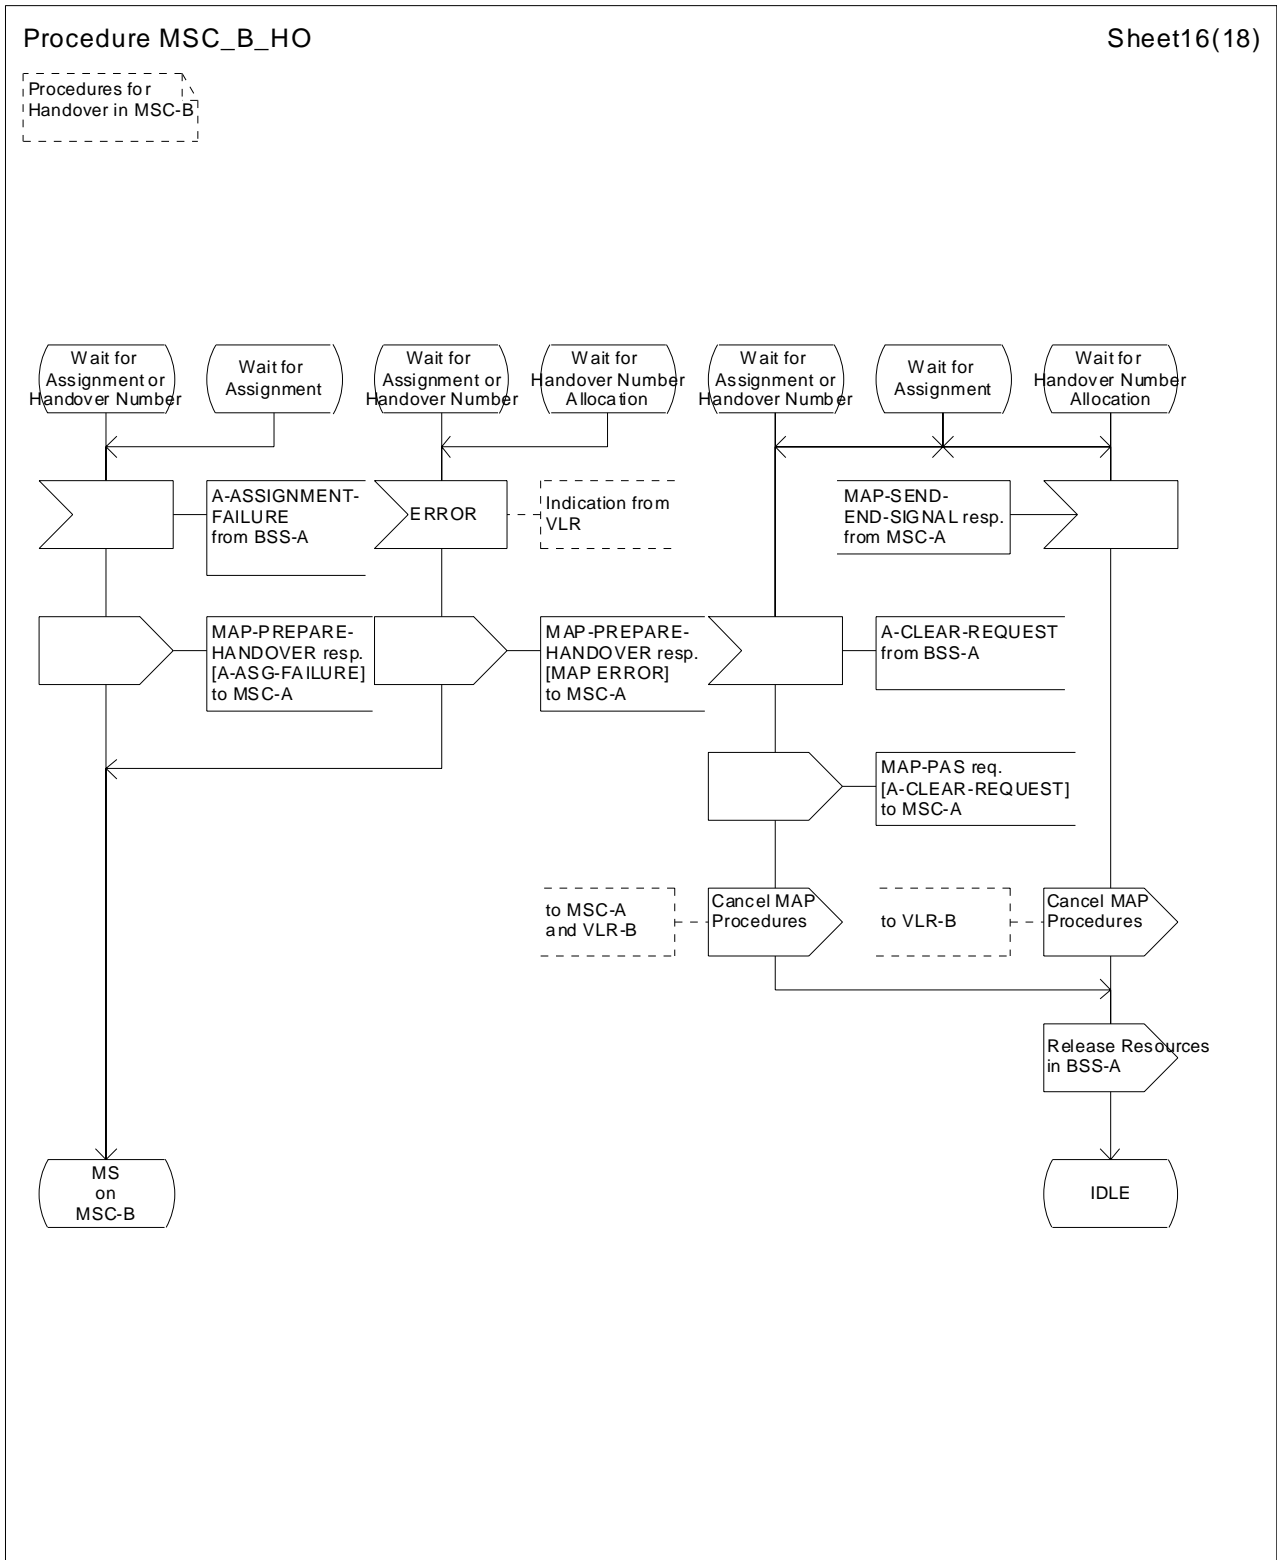 Procedure MSC_B_HO
Sheet16(18)
Procedures for
Handover in MSC-B
Wait for
Assignment or
Handover Number
Wait for
Assignment
Wait for
Assignment or
Handover Number
Wait for
Handover Number
Allocation
Wait for
Assignment or
Handover Number
Wait for
Assignment
Wait for
Handover Number
Allocation
A-ASSIGNMENT-
FAILURE
from BSS-A
ERROR
Indication from
VLR
MAP-SEND-
END-SIGNAL resp.
from MSC-A
MAP-PREPARE-
HANDOVER resp.
[A-ASG-FAILURE]
to MSC-A
MAP-PREPARE-
HANDOVER resp.
[MAP ERROR]
to MSC-A
A-CLEAR-REQUEST
from BSS-A
MAP-PAS req.
[A-CLEAR-REQUEST]
to MSC-A
to MSC-A
and VLR-B
Cancel MAP
Procedures
to VLR-B
Cancel MAP
Procedures
Release Resources
in BSS-A
MS
on
MSC-B
IDLE